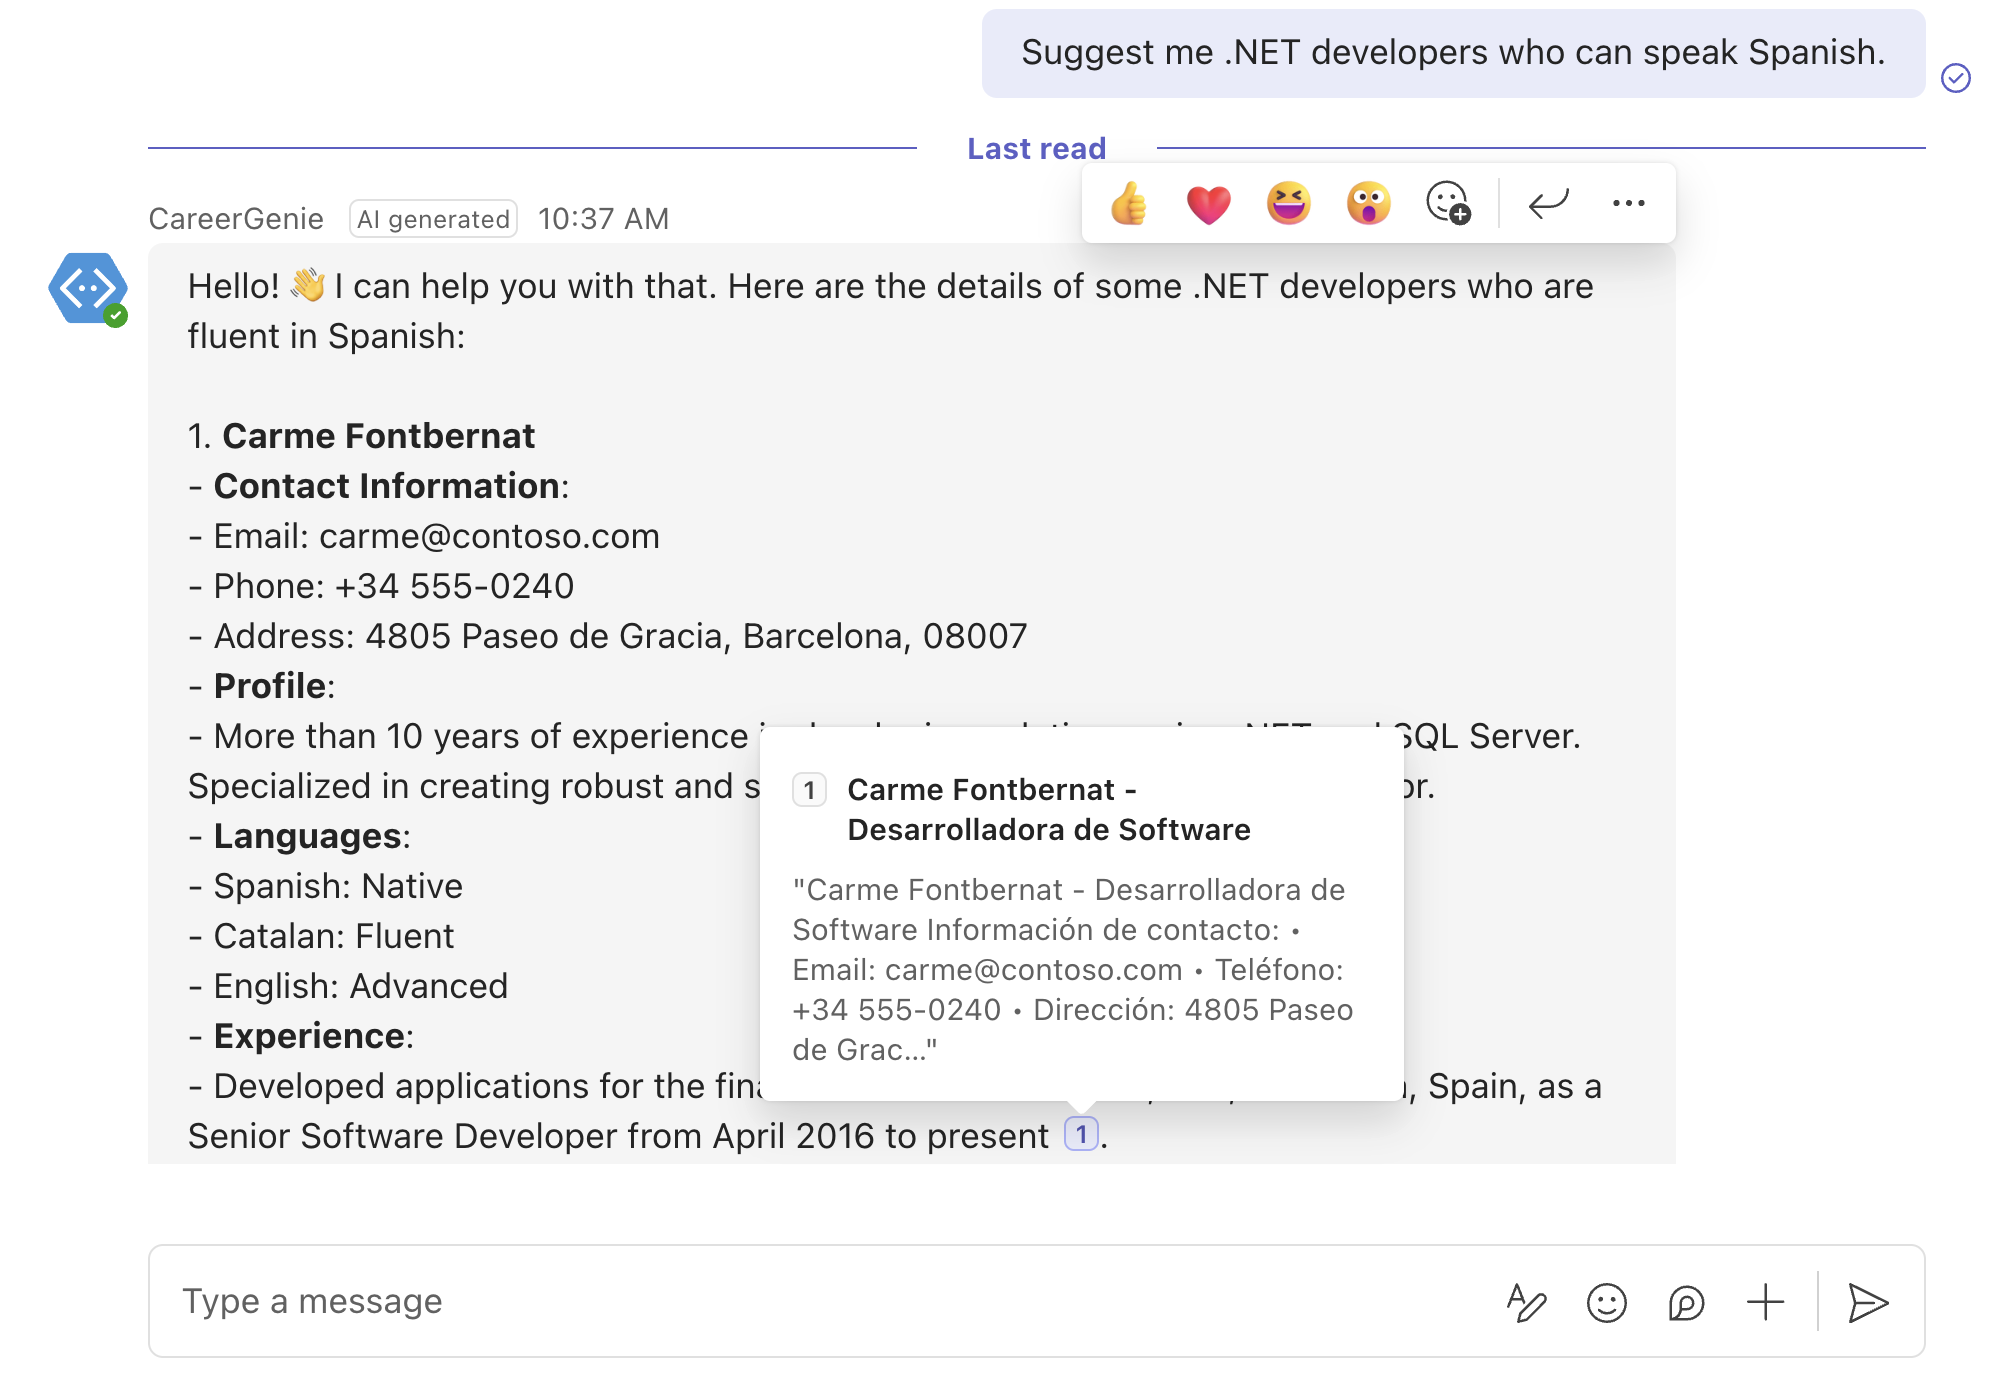 Suggest me .NET developers who can speak Spanish.
Last read
CareerGenie AI generated 10:37 AM
Hello! 👋 I can help you with that. Here are the details of some .NET developers who are
fluent in Spanish:
1. Carme Fontbernat
- Contact Information:
- Email: carme@contoso.com
- Phone: +34 555-0240
- Address: 4805 Paseo de Gracia, Barcelona, 08007
- Profile:
- More than 10 years of experience SQL Server.
Specialized in creating robust and
- Languages:
- Spanish: Native
- Catalan: Fluent
- English: Advanced
- Experience:
- Developed applications for the Spain, as a
Senior Software Developer from April 2016 to present 1.
1 Carme Fontbernat -
Desarrolladora de Software
"Carme Fontbernat - Desarrolladora de
Software Información de contacto: •
Email: carme@contoso.com • Teléfono:
+34 555-0240 • Dirección: 4805 Paseo
de Grac..."
Type a message